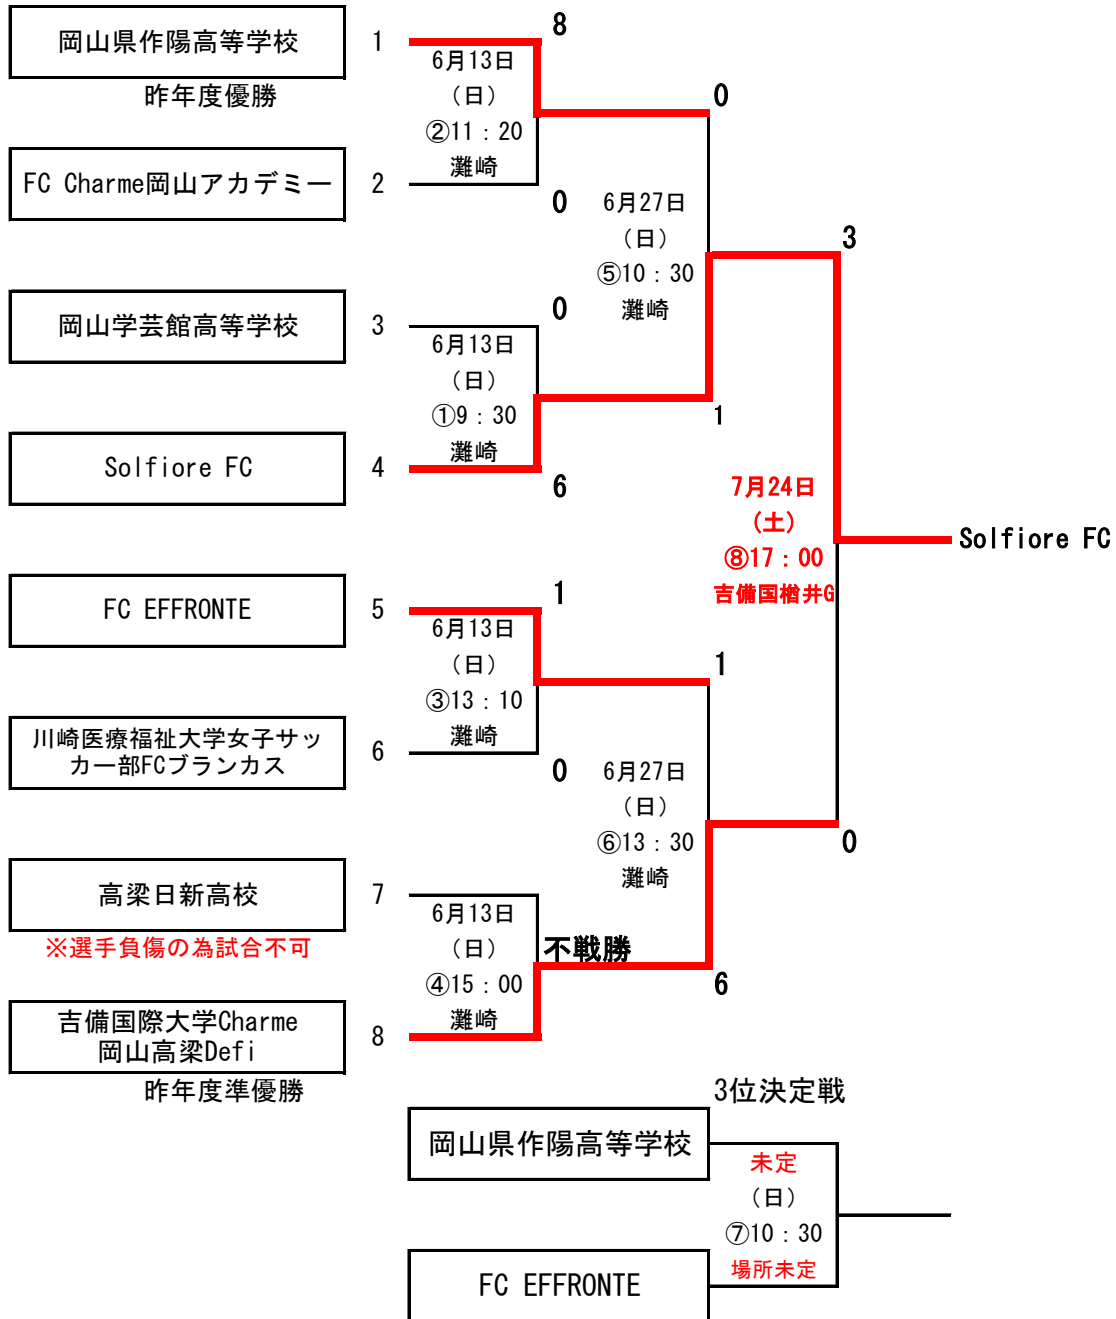 岡山県作陽高等学校
1
8
昨年度優勝
6月13日
（日）
②11：20
灘崎
0
FC Charme岡山アカデミー
2
0
6月27日
（日）
⑤10：30
灘崎
3
岡山学芸館高等学校
3
0
6月13日
（日）
①9：30
灘崎
1
Solfiore FC
4
6
7月24日
（土）
⑧17：00
吉備国楢井G
Solfiore FC
FC EFFRONTE
5
1
6月13日
（日）
③13：10
灘崎
1
川崎医療福祉大学女子サッ
カー部FCブランカス
6
0
6月27日
（日）
⑥13：30
灘崎
0
高梁日新高校
7
※選手負傷の為試合不可
6月13日
（日）
④15：00
灘崎
不戦勝
6
吉備国際大学Charme
岡山高梁Defi
8
昨年度準優勝
3位決定戦
岡山県作陽高等学校
未定
（日）
⑦10：30
場所未定
FC EFFRONTE